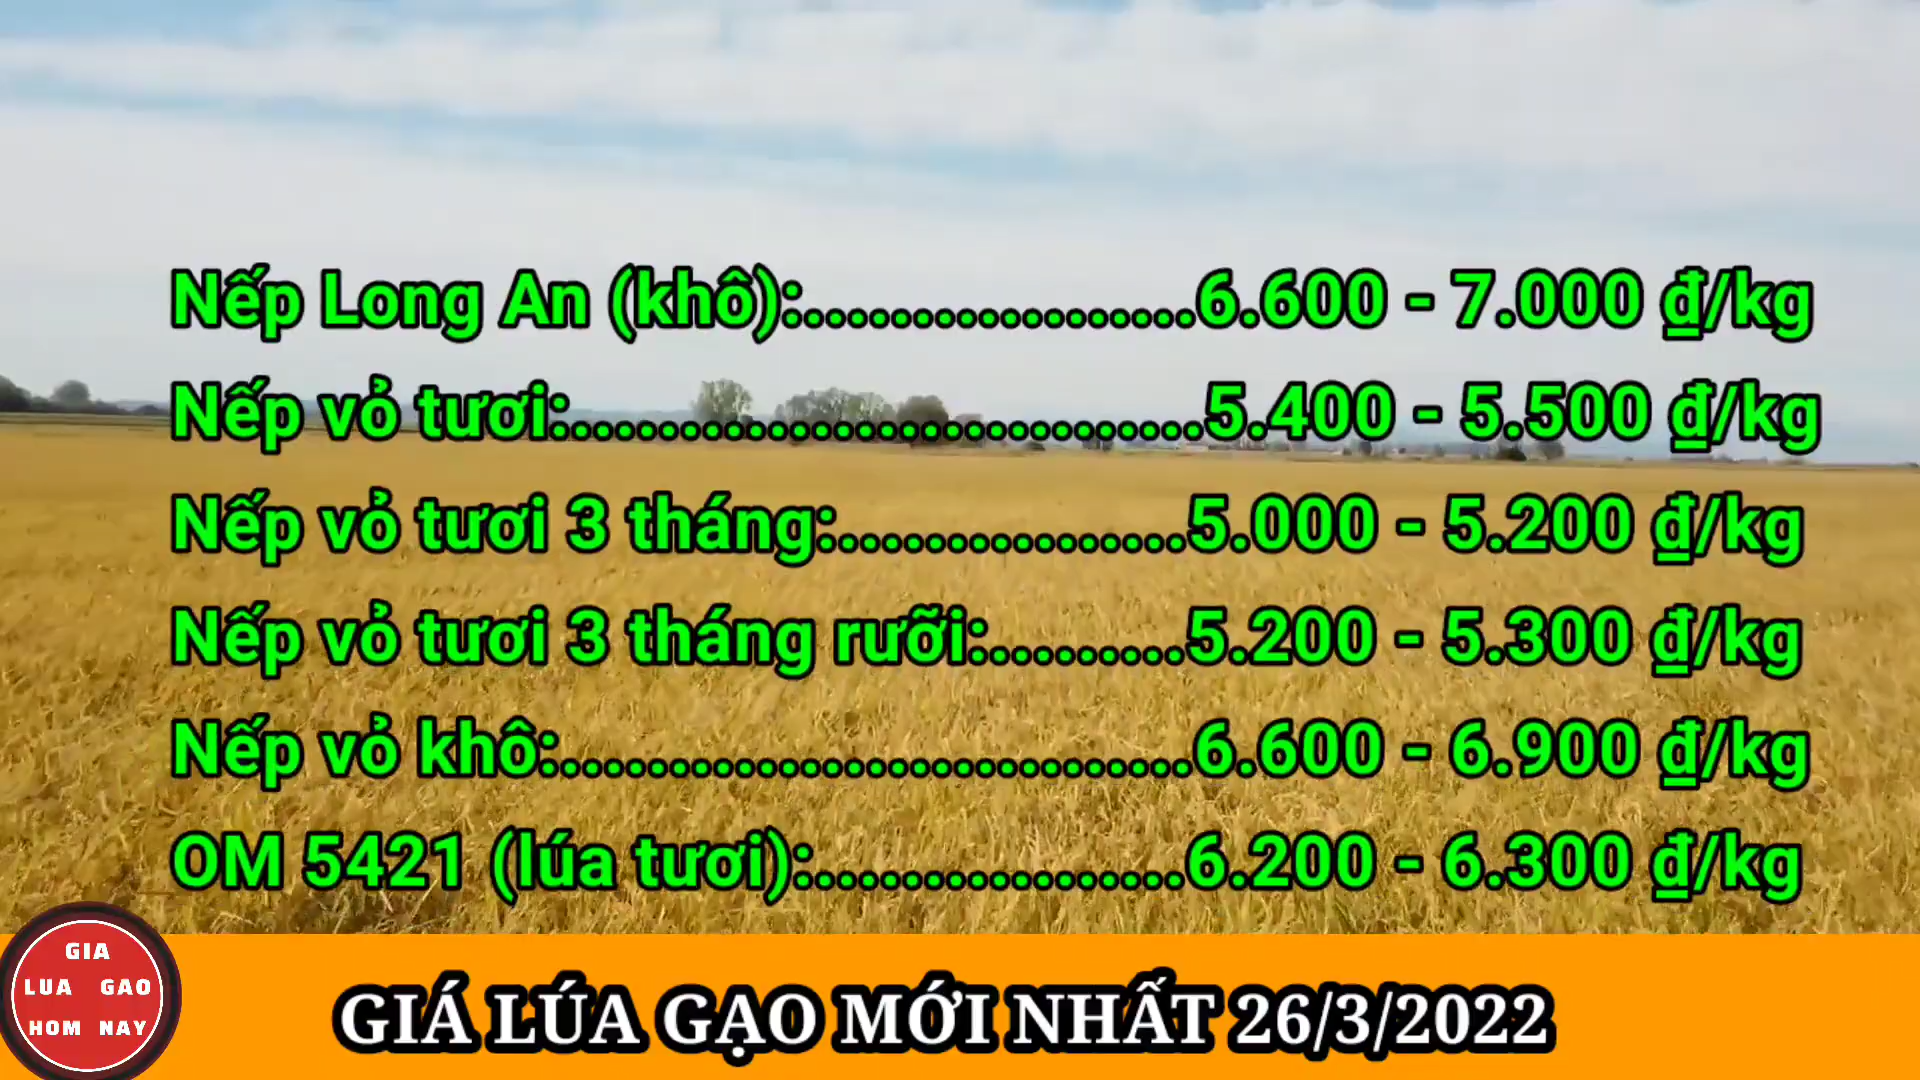 Nếp Long An (khô):..................6.600 - 7.000 ₫/kg
Nếp vỏ tươi:.............................5.400 - 5.500 ₫/kg
Nếp vỏ tươi 3 tháng:................5.000 - 5.200 ₫/kg
Nếp vỏ tươi 3 tháng rưỡi:.........5.200 - 5.300 ₫/kg
Nếp vỏ khô:.............................6.600 - 6.900 ₫/kg
OM 5421 (lúa tươi):.................6.200 - 6.300 ₫/kg
GIA
LUA GAO
HOM NAY
GIÁ LÚA GẠO MỚI NHẤT 26/3/2022